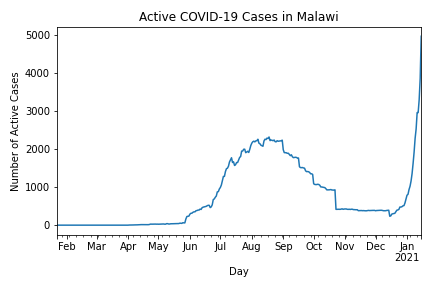 Active COVID-19 Cases in Malawi
5000
4000
3000
2000
1000
0
Number of Active Cases
Feb Mar Apr May Jun Jul Aug Sep Oct Nov Dec Jan
2021
Day